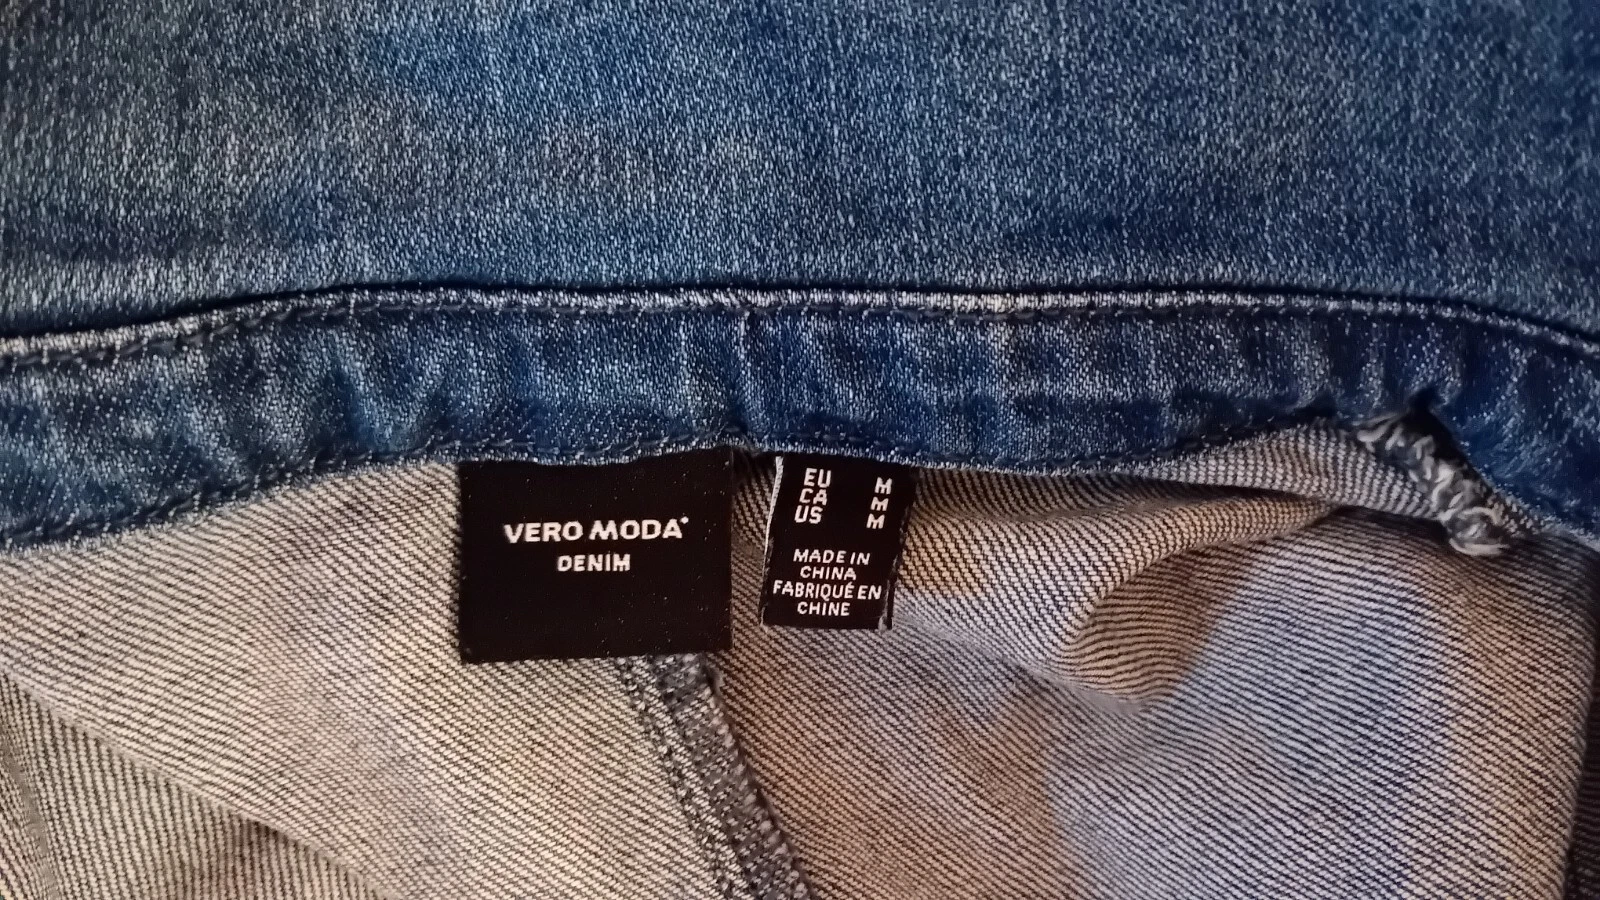 VERO MODA
DENIM
EU M
CA M
US M
MADE IN
CHINA
FABRIQUÉ EN
CHINE